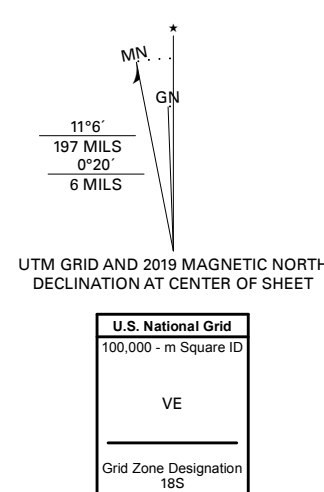 ★
MN
GN
11°6´
197 MILS
0°20´
6 MILS
UTM GRID AND 2019 MAGNETIC NORTH
DECLINATION AT CENTER OF SHEET
U.S. National Grid
100,000 - m Square ID
VE
Grid Zone Designation
18S